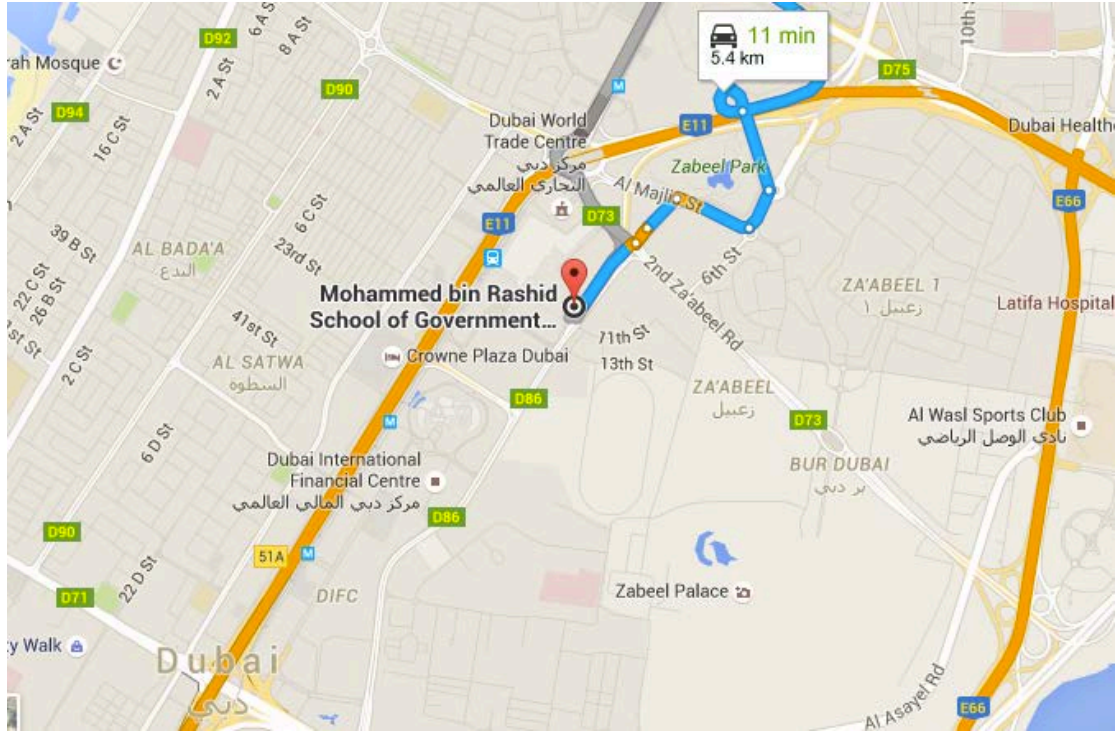 D92
6 A St
8 A St
10th St
11 min
5.4 km
rah Mosque
2 A St
D90
D75
D94
2 A St
16 C St
Dubai World
Trade Centre
مركز دبي
التجاري العالمي
E11
Dubai Healthc
Zabeel Park
Al Majlis St
6 C St
D73
E66
E11
39 B St
AL BADA'A
البدع
23rd St
22 C St
26 B St
1st St
2nd Za'abeel Rd
6th St
ZA'ABEEL 1
زعبيل ١
Mohammed bin Rashid
School of Government...
Latifa Hospital
41st St
11th St
13th St
2 C St
AL SATWA
السطوه
Crowne Plaza Dubai
ZA'ABEEL
زعبيل
D86
D73
Al Wasl Sports Club
نادي الوصل الرياضي
6 D St
Dubai International
Financial Centre
مركز دبي المالي العالمي
BUR DUBAI
بر دبي
D86
D90
51A
22 D St
D71
DIFC
Zabeel Palace
ty Walk
Dubai
دبي
Al Asayel Rd
E66